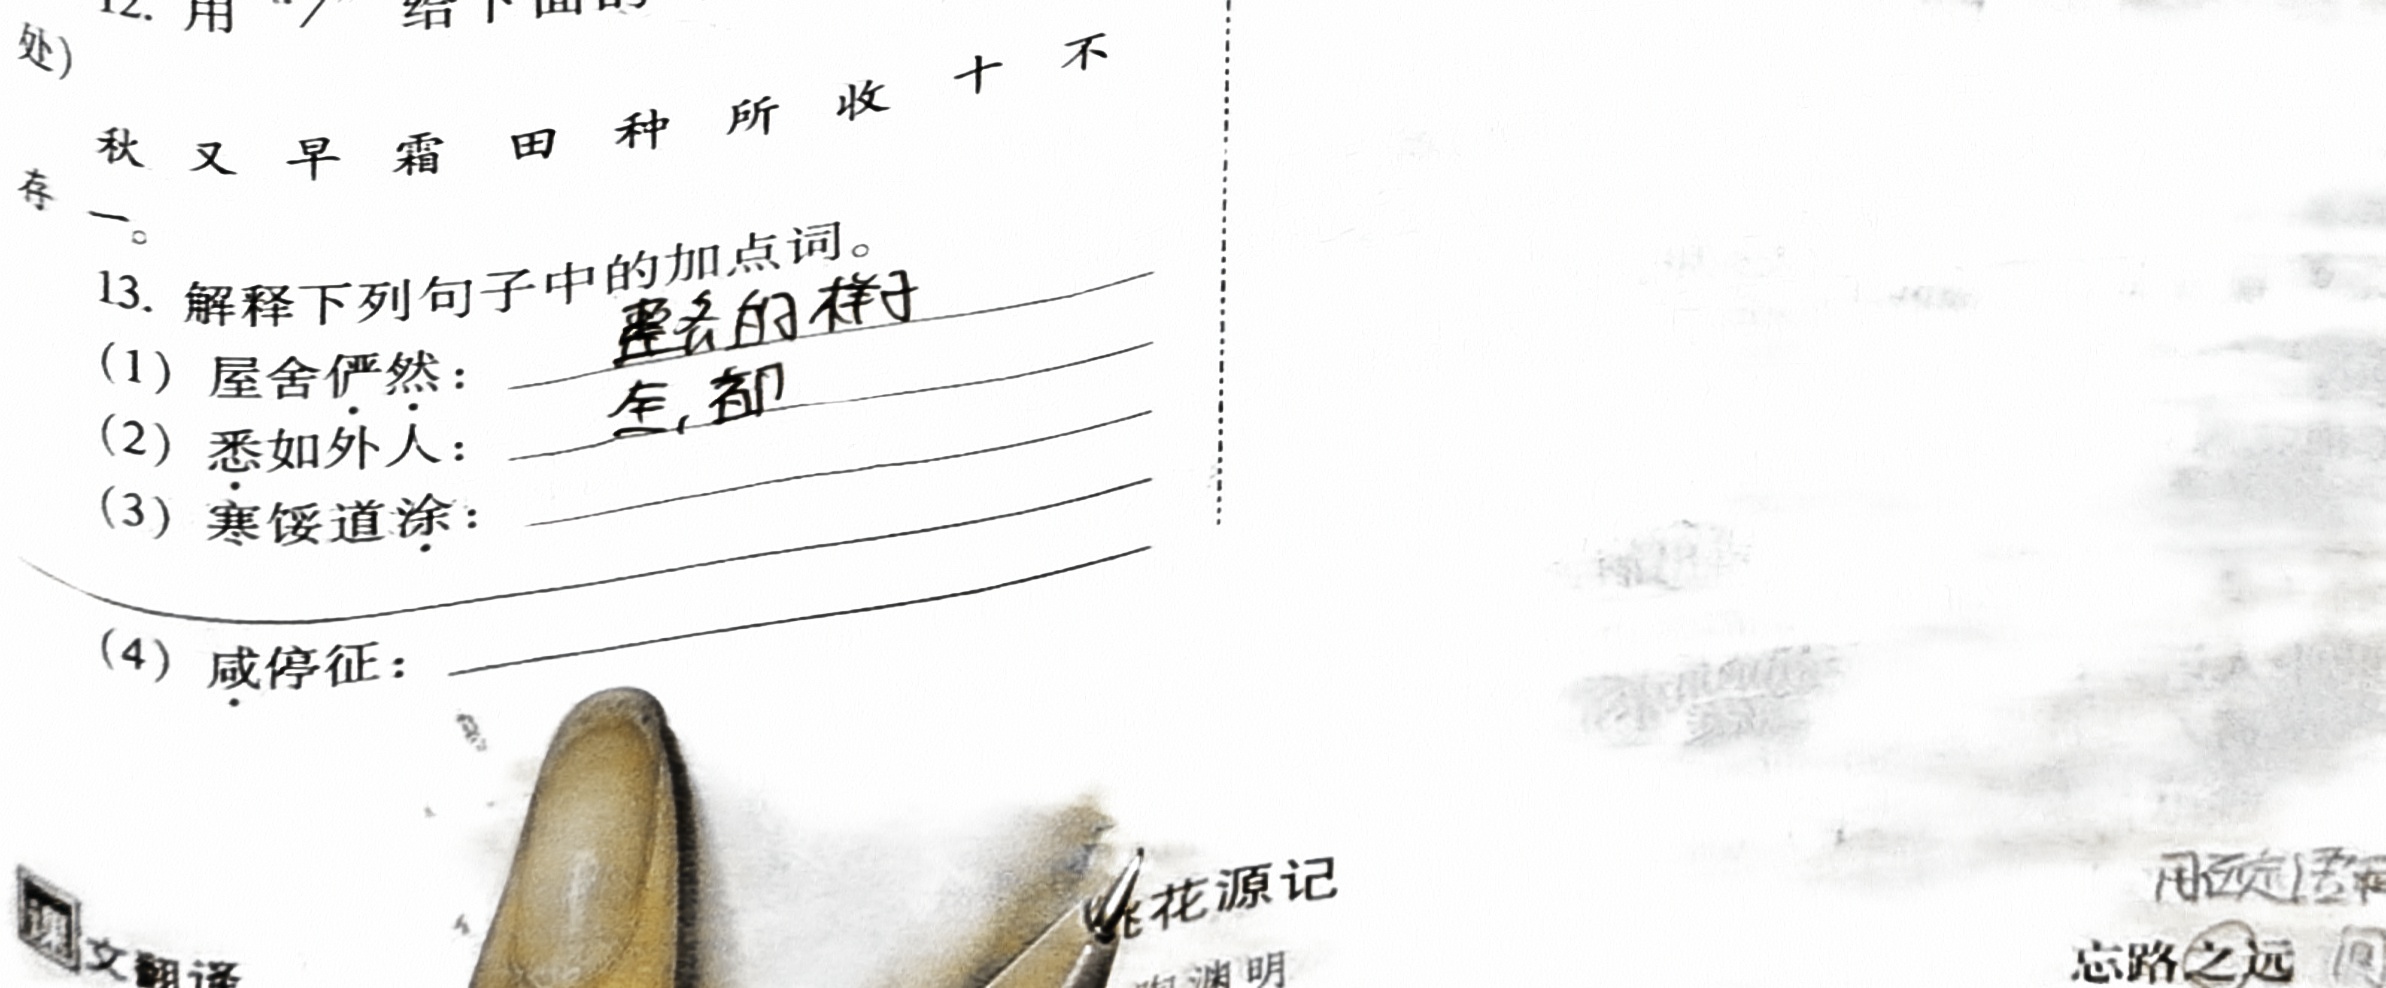 12. 用“/”给下面的
处)
秋 又 早 霜 田 种 所 收 十 不
存
一。
13. 解释下列句子中的加点词。
(1) 屋舍俨然： 整齐的样子
(2) 悉如外人： 全，都
(3) 寒馁道涂：
(4) 咸停征：
课文翻译
桃花源记
陶渊明
忘路之远